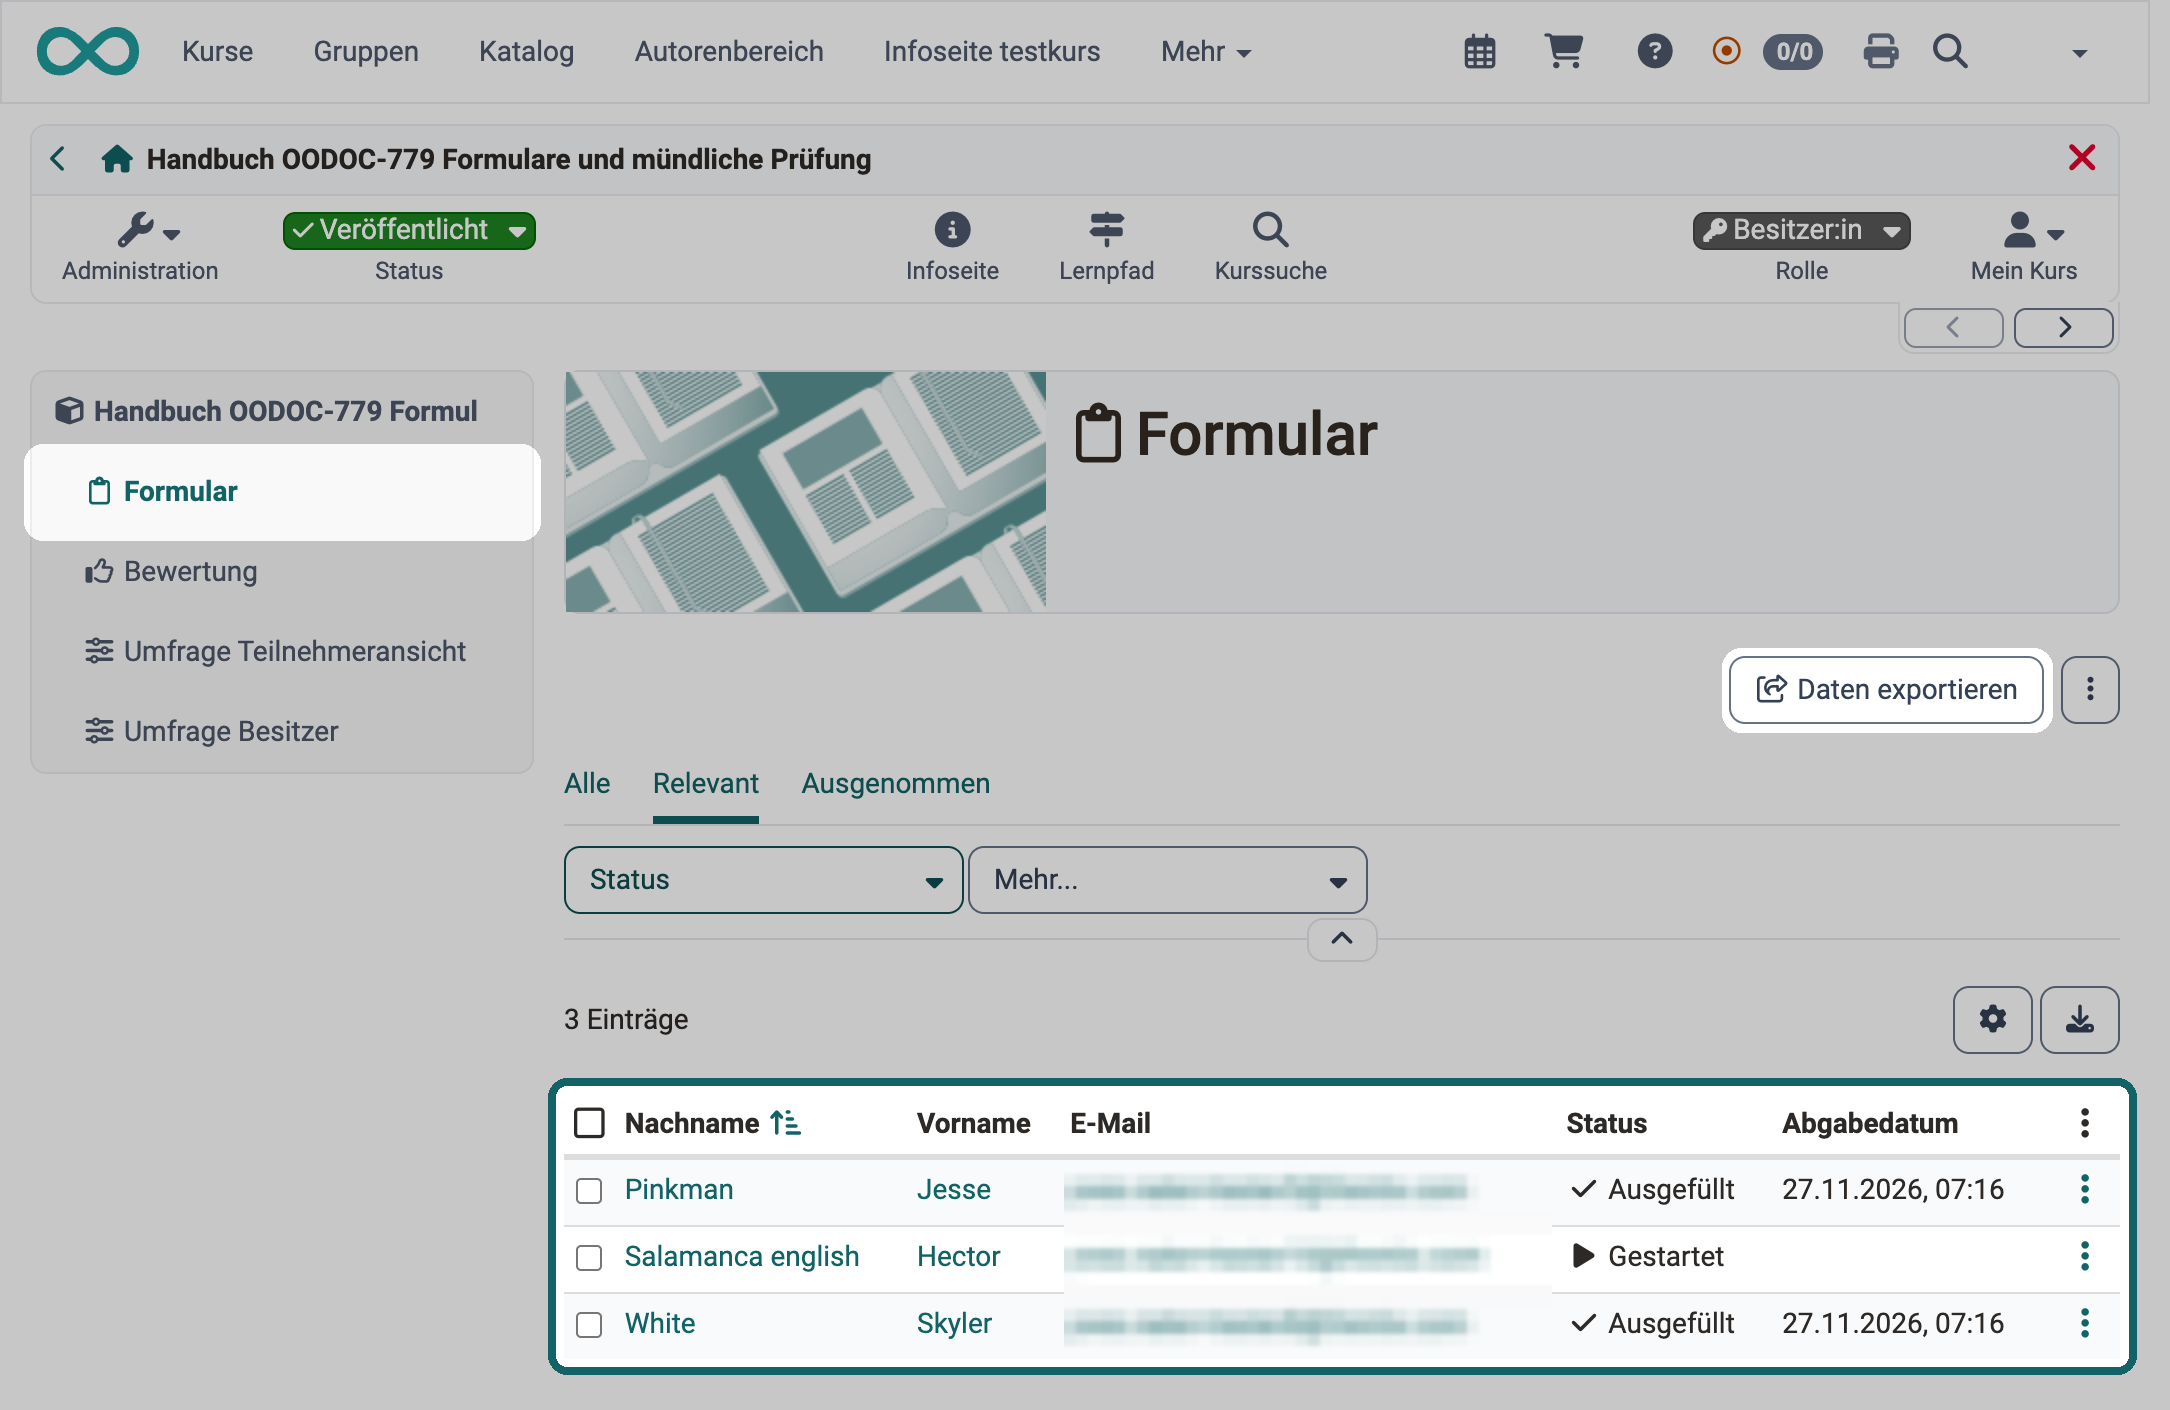 Kurse Gruppen Katalog Autorenbereich Infoseite testkurs Mehr ? 0/0
Handbuch OODOC-779 Formulare und mündliche Prüfung
Veröffentlicht Besitzer:in
Administration Status Infoseite Lernpfad Kurssuche Rolle Mein Kurs
Handbuch OODOC-779 Formul
Formular
Bewertung
Umfrage Teilnehmeransicht
Umfrage Besitzer
Formular
Daten exportieren
Alle Relevant Ausgenommen
Status Mehr...
3 Einträge
Nachname Vorname E-Mail Status Abgabedatum
Pinkman Jesse Ausgefüllt 27.11.2026, 07:16
Salamanca english Hector Gestartet
White Skyler Ausgefüllt 27.11.2026, 07:16